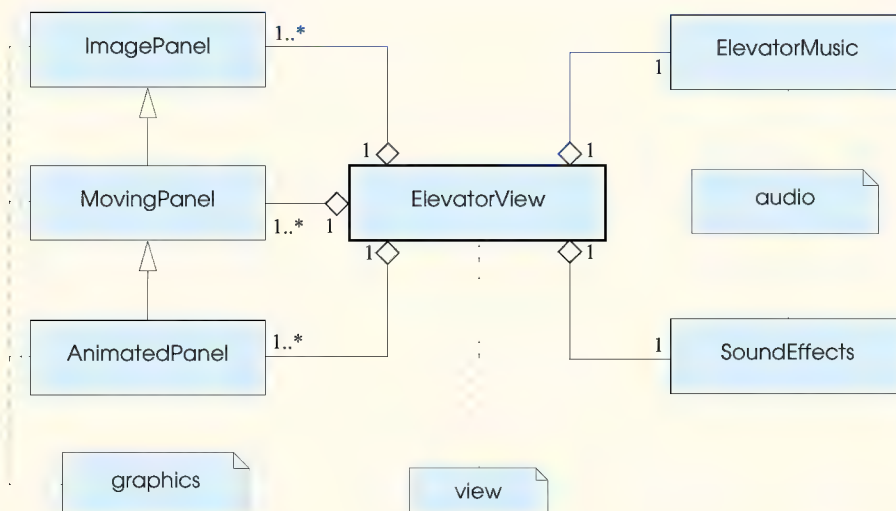 ImagePanel
1..*
ElevatorMusic
1
1
1
MovingPanel
1..*
1
ElevatorView
audio
1
1
AnimatedPanel
1..*
1
SoundEffects
graphics
view